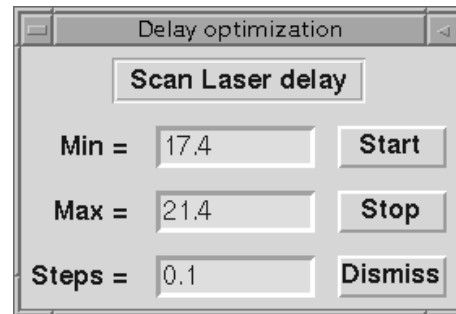 Delay optimization
Scan Laser delay
Min = 17.4 Start
Max = 21.4 Stop
Steps = 0.1 Dismiss